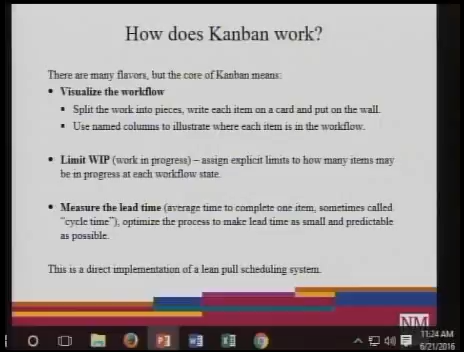 How does Kanban work?
There are many flavors, but the core of Kanban means:
• Visualize the workflow
▪ Split the work into pieces, write each item on a card and put on the wall.
▪ Use named columns to illustrate where each item is in the workflow.
• Limit WIP (work in progress) – assign explicit limits to how many items may
be in progress at each workflow state.
• Measure the lead time (average time to complete one item, sometimes called
"cycle time"), optimize the process to make lead time as small and predictable
as possible.
This is a direct implementation of a lean pull scheduling system.
NM
11:24 AM
6/21/2016